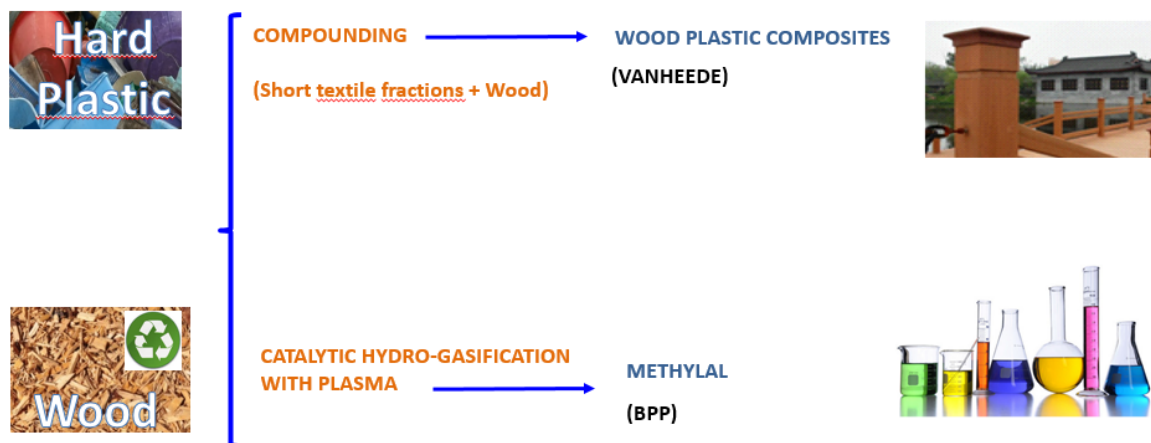 Hard
Plastic
COMPOUNDING
(Short textile fractions + Wood)
WOOD PLASTIC COMPOSITES
(VANHEEDE)
Wood
CATALYTIC HYDRO-GASIFICATION
WITH PLASMA
METHYLAL
(BPP)